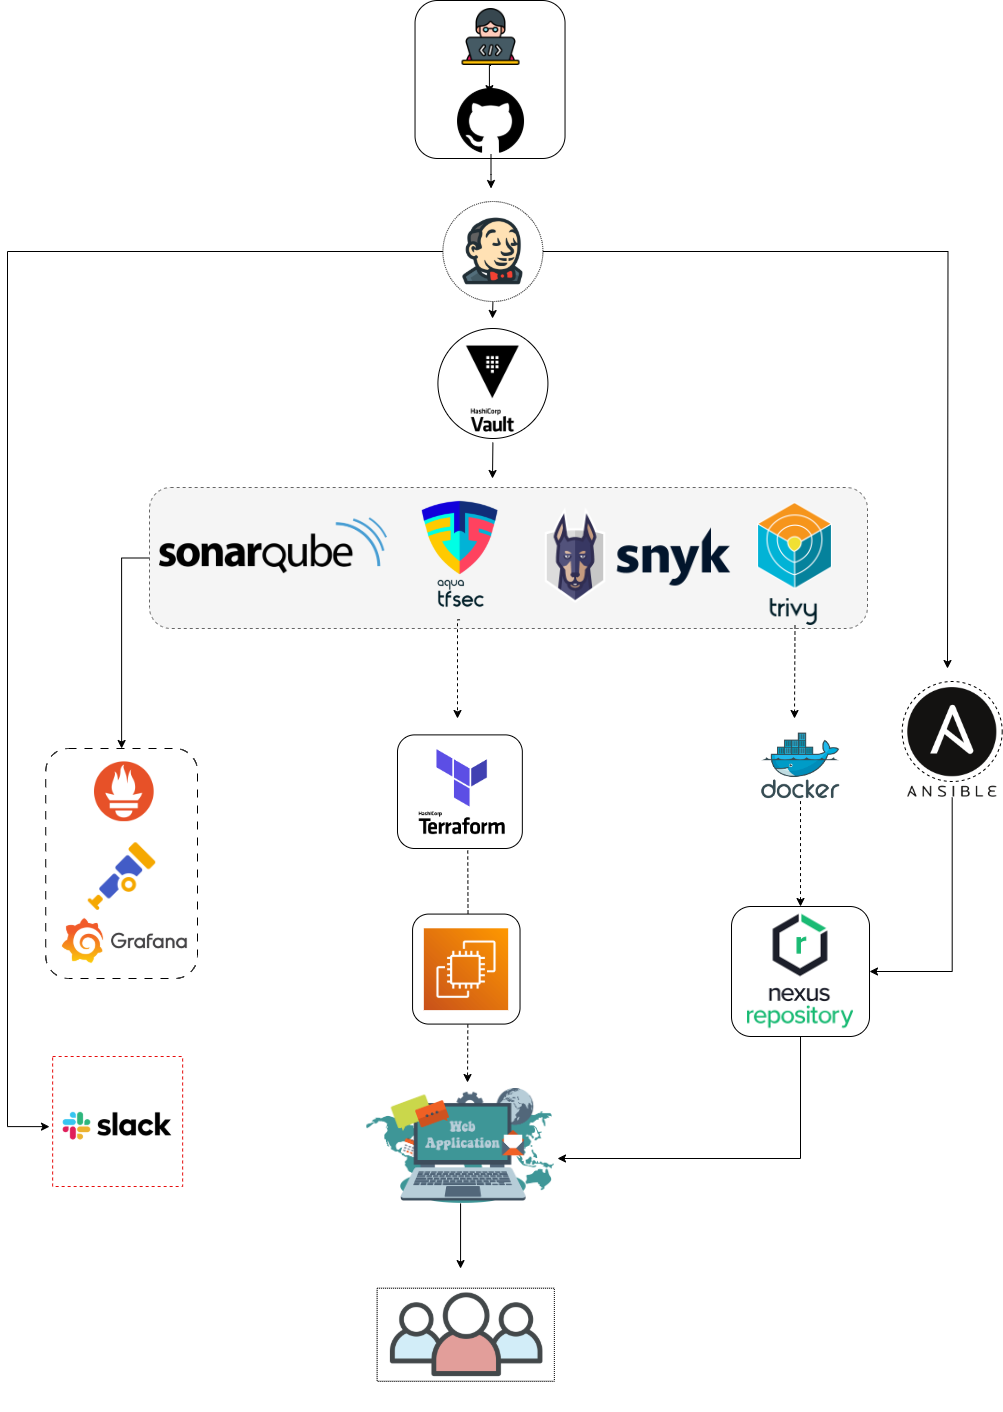 </>
HashiCorp
Vault
sonarqube
aqua
tfsec
snyk
trivy
HashiCorp
Terraform
docker
ANSIBLE
Grafana
r
nexus
repository
slack
Web
Application